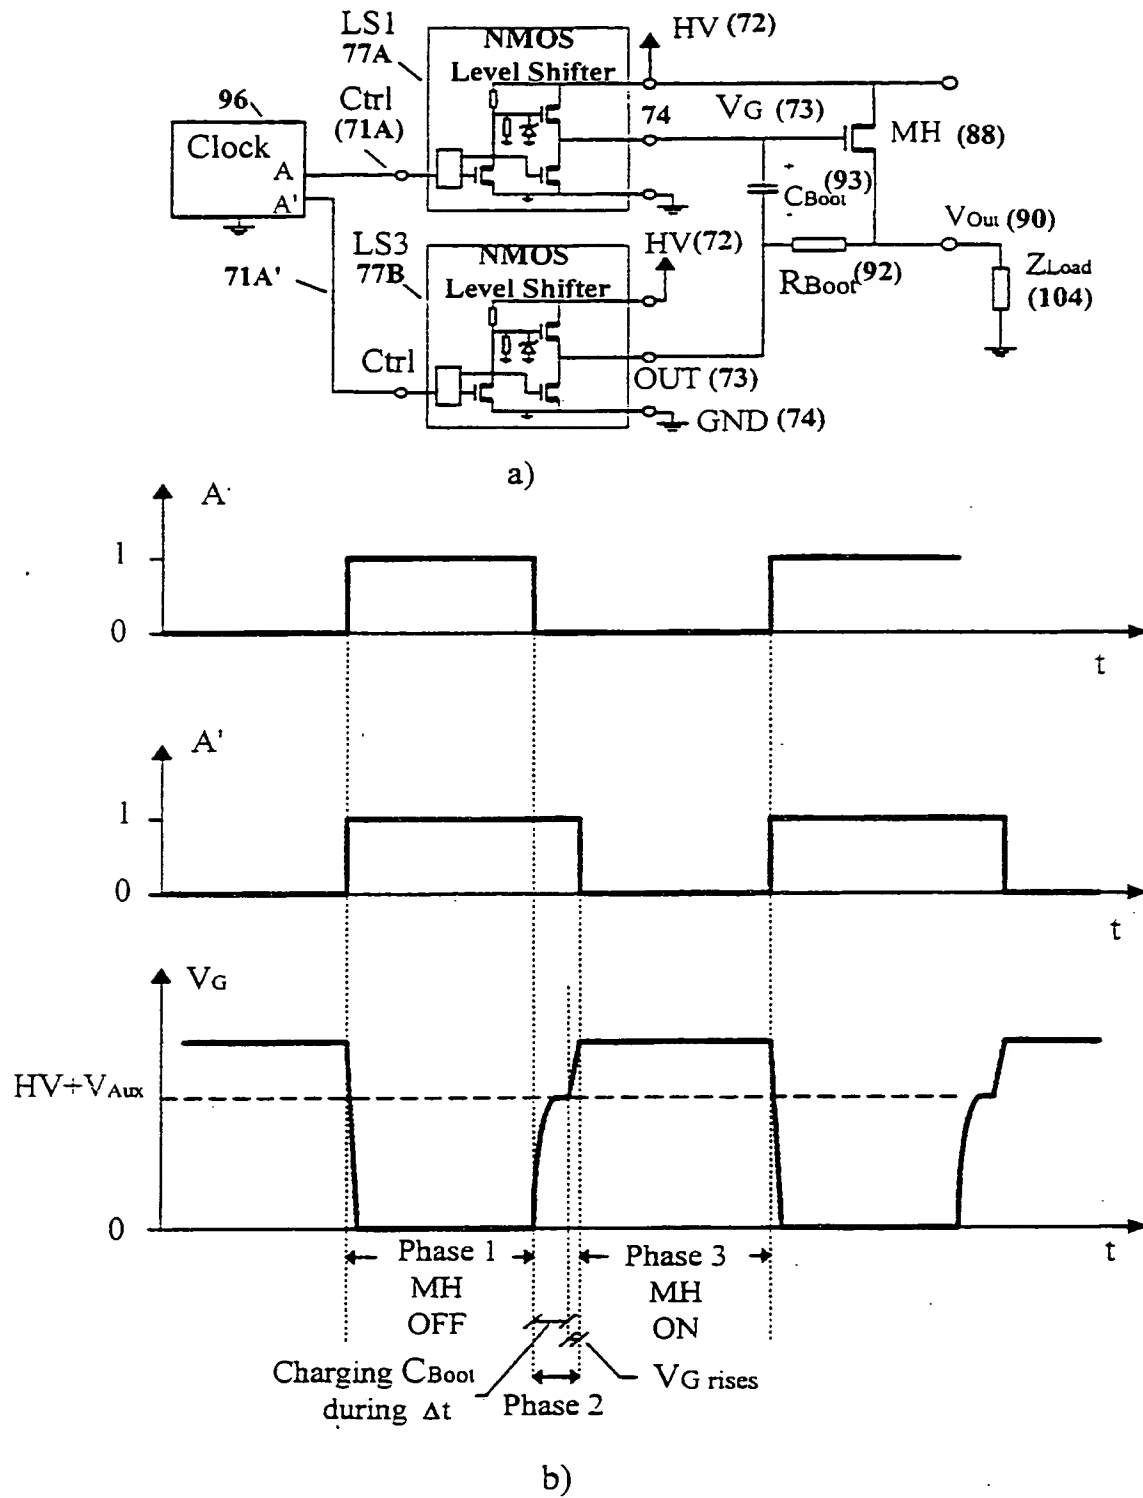 LS1
77A
NMOS
Level Shifter
HV (72)
96
Ctrl
(71A)
74
VG (73)
MH (88)
Clock
A
A'
CBoot (93)
VOut (90)
LS3
77B
NMOS
Level Shifter
HV(72)
71A'
RBoot (92)
ZLoad
(104)
Ctrl
OUT (73)
GND (74)
a)
A
1
0
t
A'
1
0
t
VG
HV+VAux
0
t
Phase 1
MH
OFF
Phase 3
MH
ON
Charging CBoot
during Δt
Phase 2
VG rises
b)